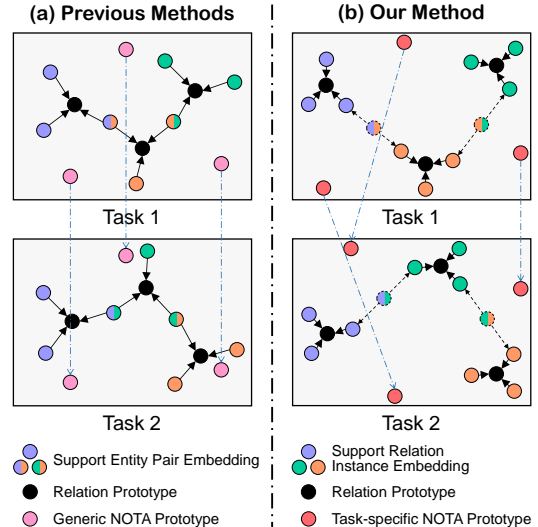 (a) Previous Methods
(b) Our Method
Task 1
Task 1
Task 2
Task 2
Support Entity Pair Embedding
Relation Prototype
Generic NOTA Prototype
Support Relation
Instance Embedding
Relation Prototype
Task-specific NOTA Prototype